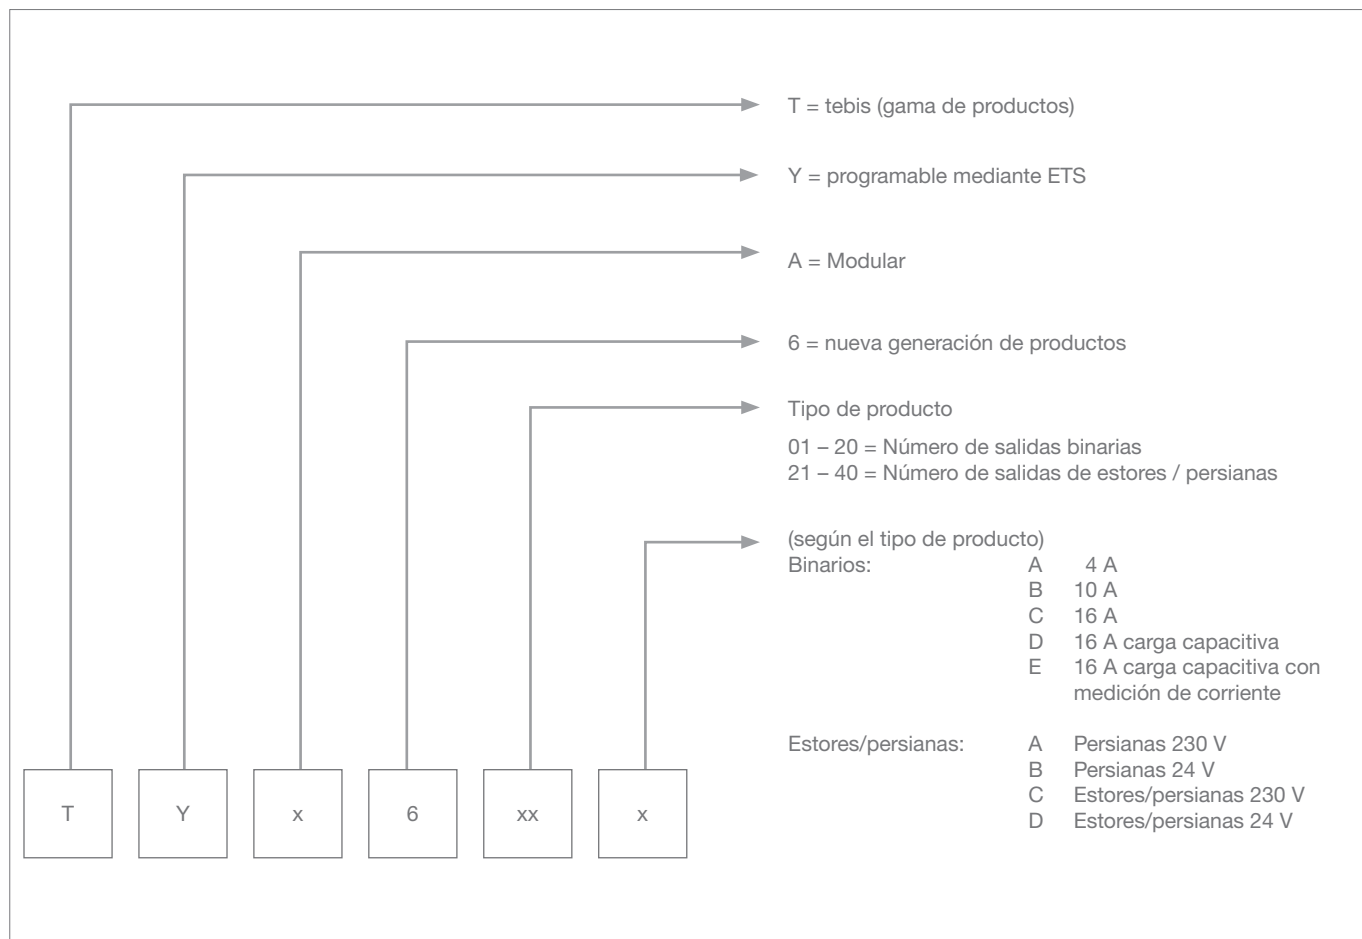 T = tebis (gama de productos)
Y = programable mediante ETS
A = Modular
6 = nueva generación de productos
Tipo de producto
01 – 20 = Número de salidas binarias
21 – 40 = Número de salidas de estores / persianas
(según el tipo de producto)
Binarios: A 4 A
B 10 A
C 16 A
D 16 A carga capacitiva
E 16 A carga capacitiva con
medición de corriente
Estores/persianas: A Persianas 230 V
B Persianas 24 V
C Estores/persianas 230 V
D Estores/persianas 24 V
T Y x 6 xx x